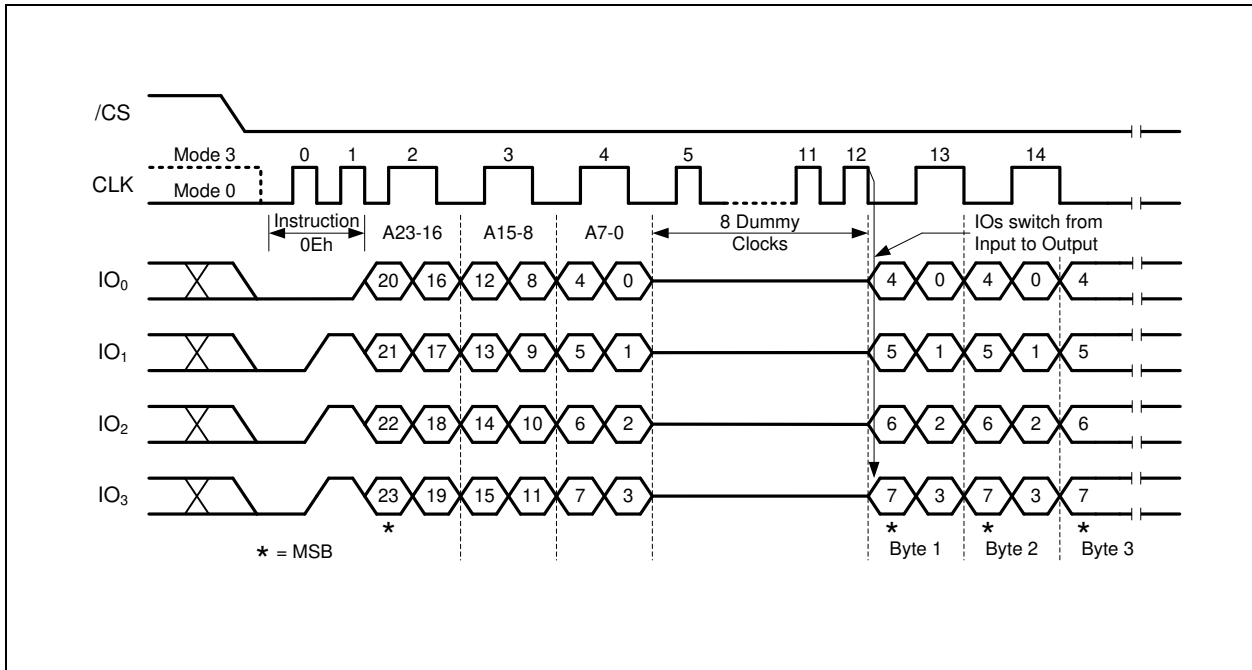 /CS
Mode 3 0 1 2 3 4 5 11 12 13 14
CLK
Mode 0
Instruction 8 Dummy IOs switch from
0Eh A23-16 A15-8 A7-0 Clocks Input to Output
IO0 20 16 12 8 4 0 4 0 4 0 4
IO1 21 17 13 9 5 1 5 1 5 1 5
IO2 22 18 14 10 6 2 6 2 6 2 6
IO3 23 19 15 11 7 3 7 3 7 3 7
* * * *
* = MSB Byte 1 Byte 2 Byte 3